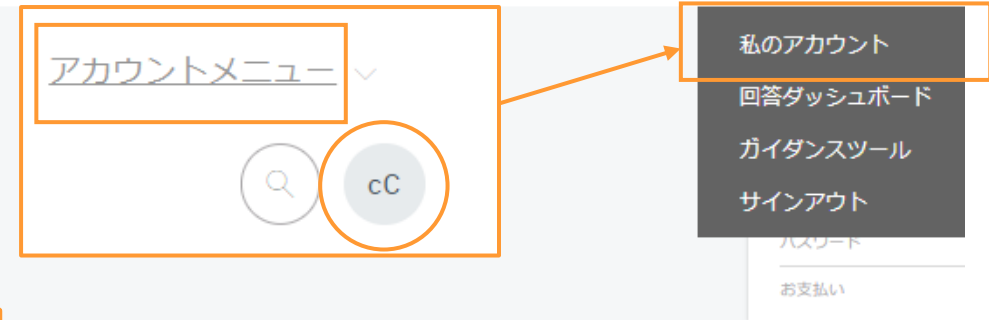 アカウントメニュー
cC
私のアカウント
回答ダッシュボード
ガイダンスツール
サインアウト
パスワード
お支払い